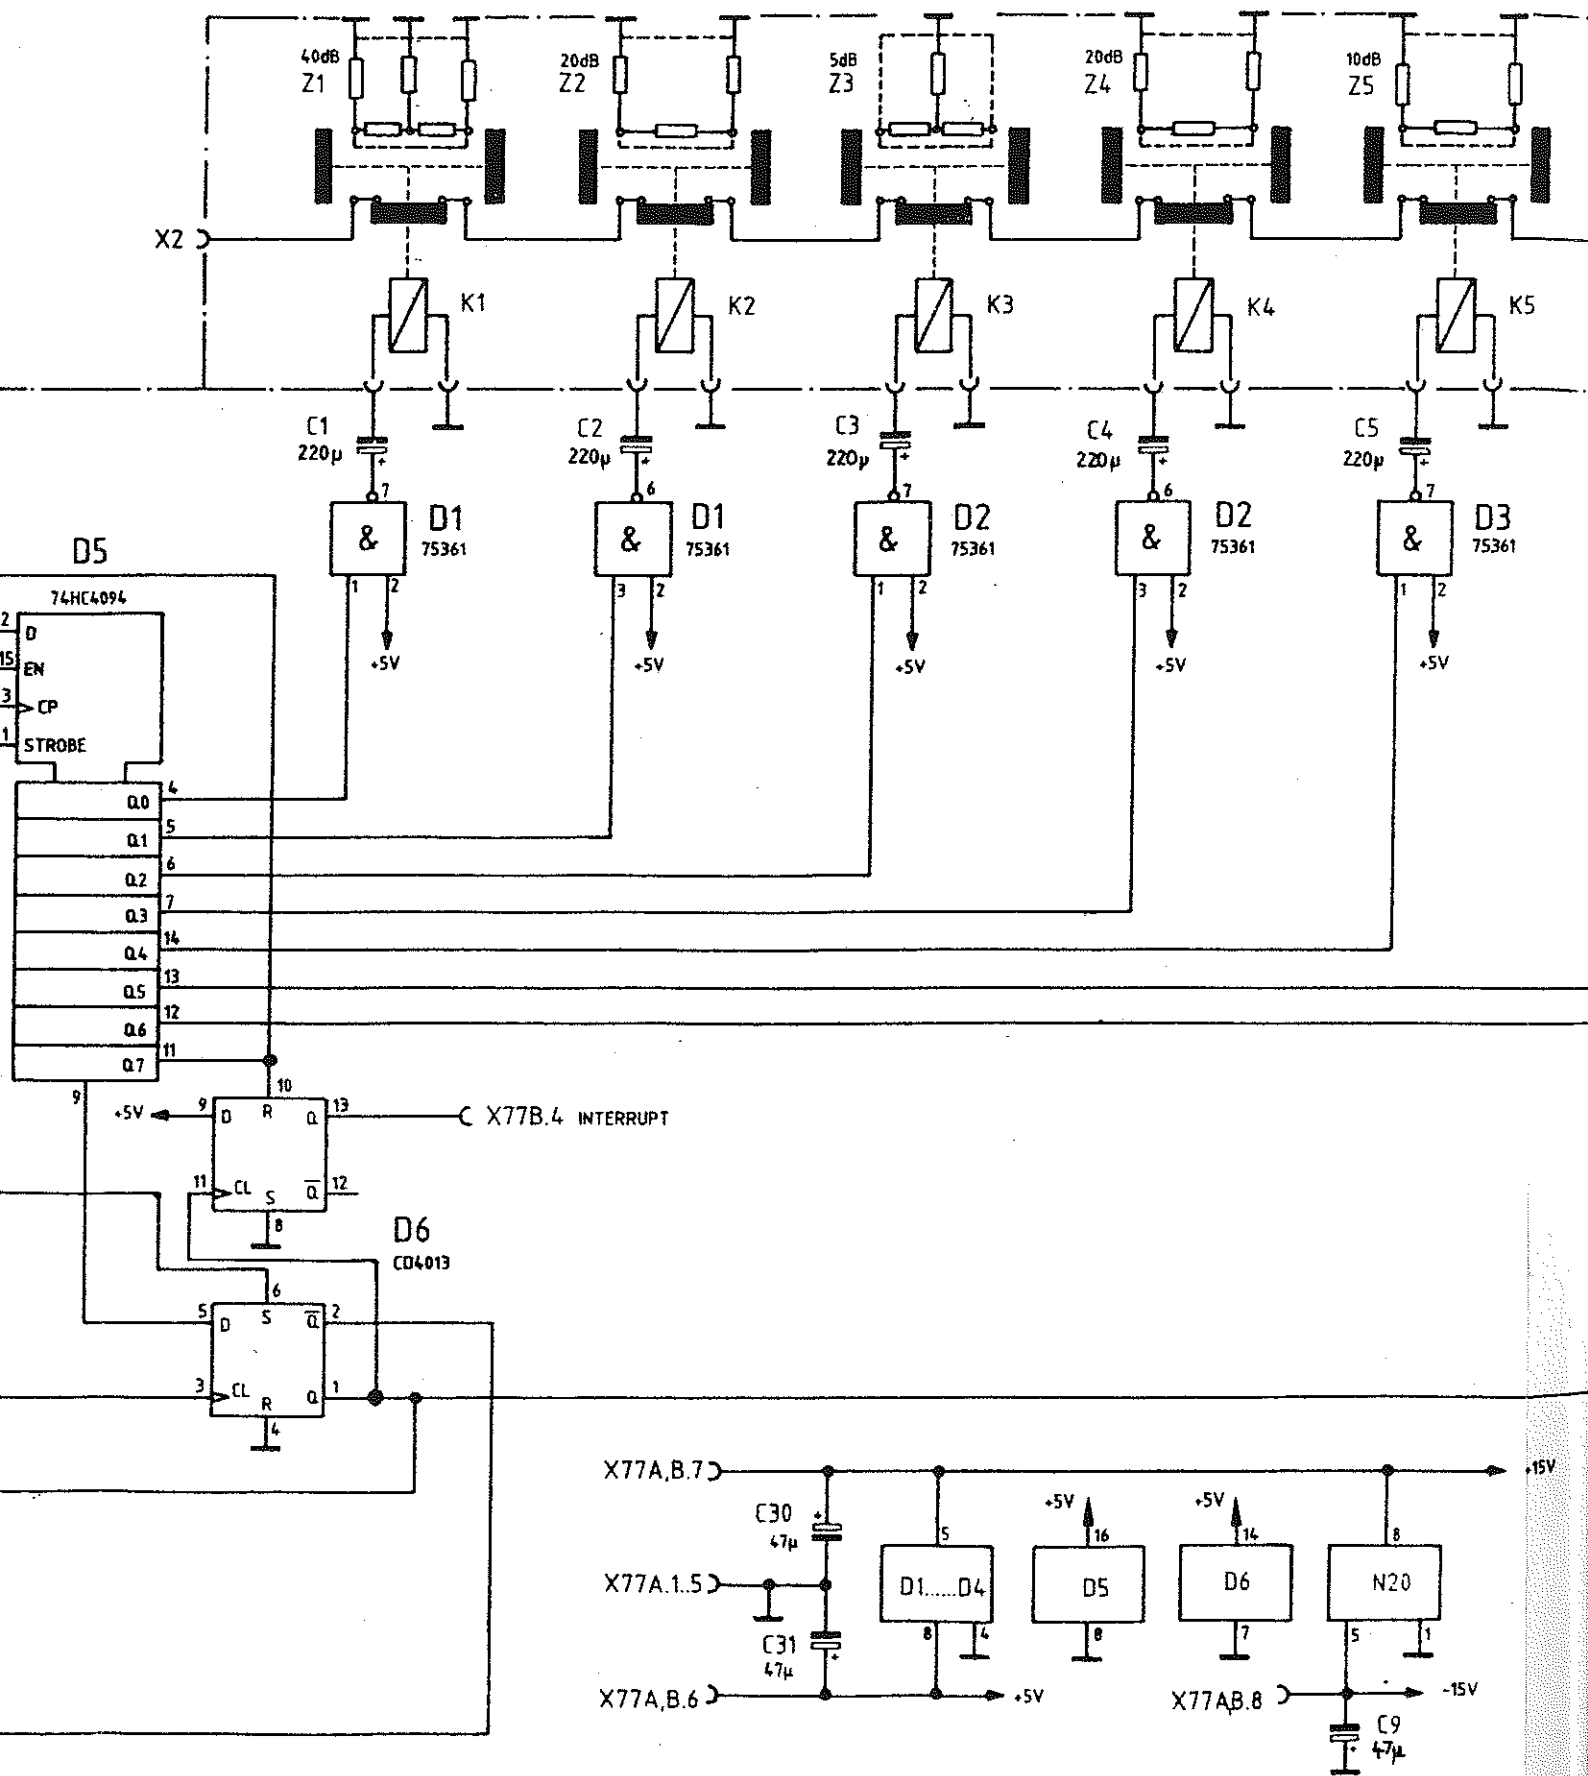 40dB 20dB 5dB 20dB 10dB
Z1 Z2 Z3 Z4 Z5
X2
K1 K2 K3 K4 K5
C1 C2 C3 C4 C5
220µ 220µ 220µ 220µ 220µ
+ + + + +
7 6 7 6 7
& D1 & D1 & D2 & D2 & D3
75361 75361 75361 75361 75361
D5
1 2 3 2 1 2 3 2 1 2
74HC4094
+5V +5V +5V +5V +5V
2 D
15 EN
3 CP
1 STROBE
Q0 4
Q1 5
Q2 6
Q3 7
Q4 14
Q5 13
Q6 12
Q7 11
9
10
+5V 9 D R Q 13 X77B.4 INTERRUPT
11 CL S Q 12
8
D6
CD4013
6
5 D S Q 2
3 CL R Q 1
4
X77A,B.7 +15V
C30 +
47µ
+5V +5V
5 16 14 8
X77A.1..5 D1......D4 D5 D6 N20
8 4 8 7 5 1
C31
47µ +
X77A,B.6 +5V
X77A,B.8 -15V
C9
47µ +